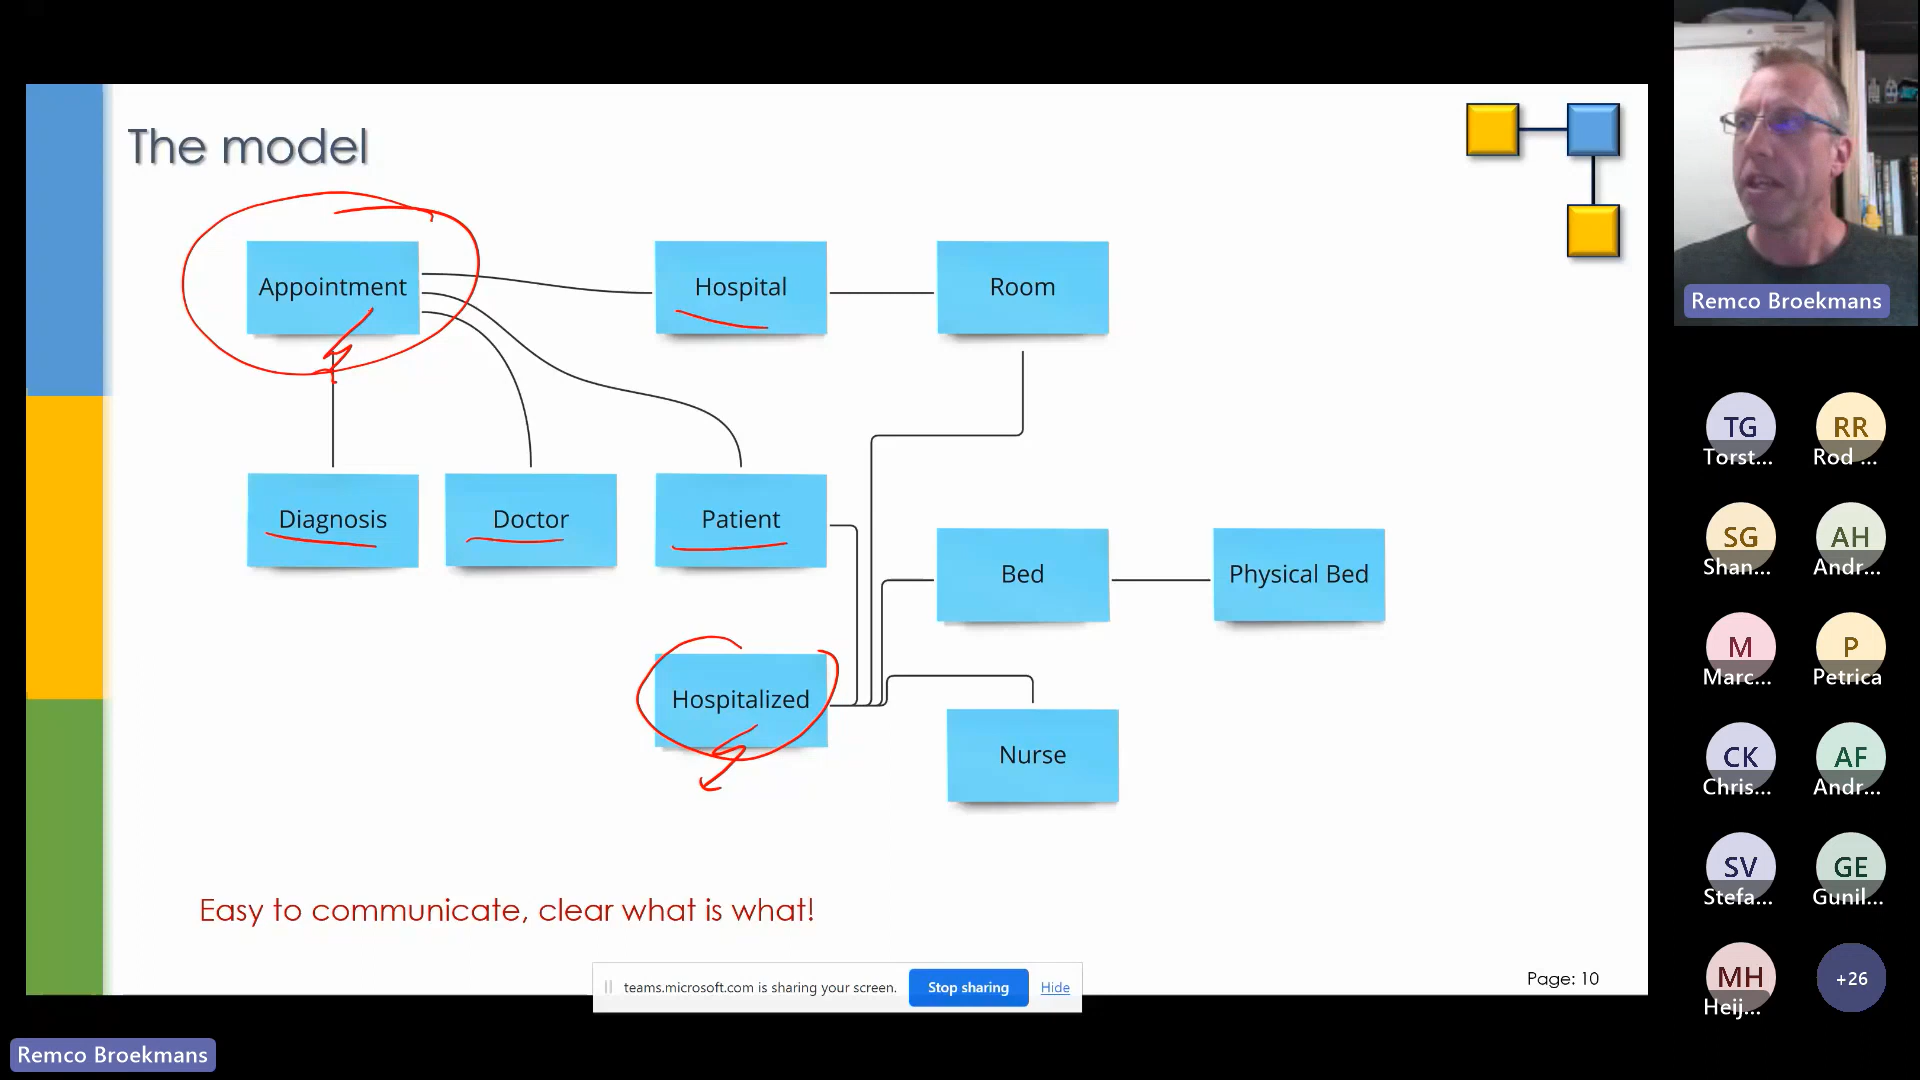 The model
Appointment
Hospital
Room
Diagnosis
Doctor
Patient
Bed
Physical Bed
Hospitalized
Nurse
Easy to communicate, clear what is what!
Page: 10
teams.microsoft.com is sharing your screen.
Stop sharing
Hide
Remco Broekmans
Remco Broekmans
TG
Torst...
RR
Rod ...
SG
Shan...
AH
Andr...
M
Marc...
P
Petrica
CK
Chris...
AF
Andr...
SV
Stefa...
GE
Gunil...
MH
Heij...
+26